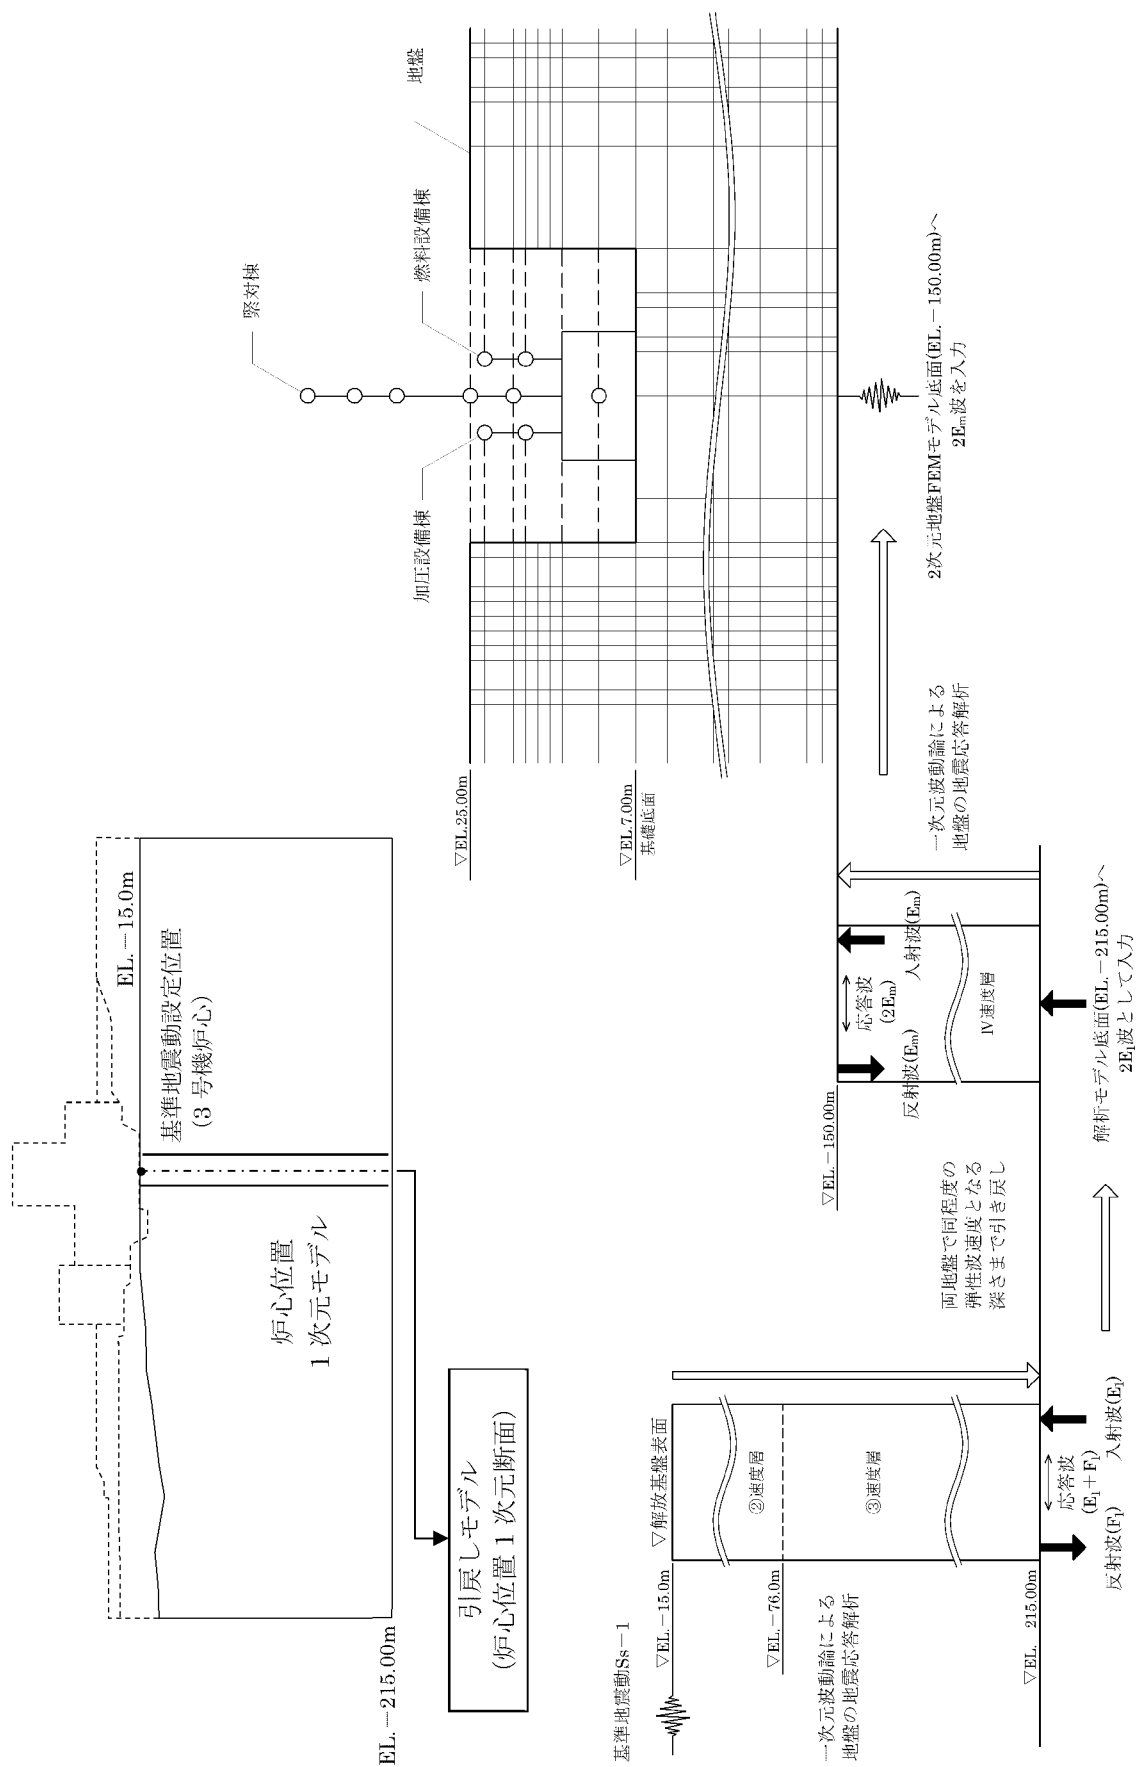 EL.－15.0m
基準地震動設定位置
(3 号機炉心)
炉心位置
1 次元モデル
EL.－215.00m
引戻しモデル
(炉心位置 1 次元断面)
基準地震動Ss－1
▽EL.－15.0m
▽解放基盤表面
②速度層
▽EL.－76.0m
③速度層
一次元波動論による
地盤の地震応答解析
▽EL.　215.00m
反射波(F₁)
応答波
(E₁＋F₁)
入射波(E₁)
両地盤で同程度の
弾性波速度となる
深さまで引き戻し
▽EL.－150.00m
反射波(Eₘ)
応答波
(2Eₘ)
入射波(Eₘ)
Ⅳ速度層
解析モデル底面(EL.－215.00m)へ
2E₁波として入力
一次元波動論による
地盤の地震応答解析
▽EL.25.00m
▽EL.7.00m
基礎底面
加圧設備棟
緊対棟
燃料設備棟
地盤
2次元地盤FEMモデル底面(EL.－150.00m)へ
2Eₘ波を入力